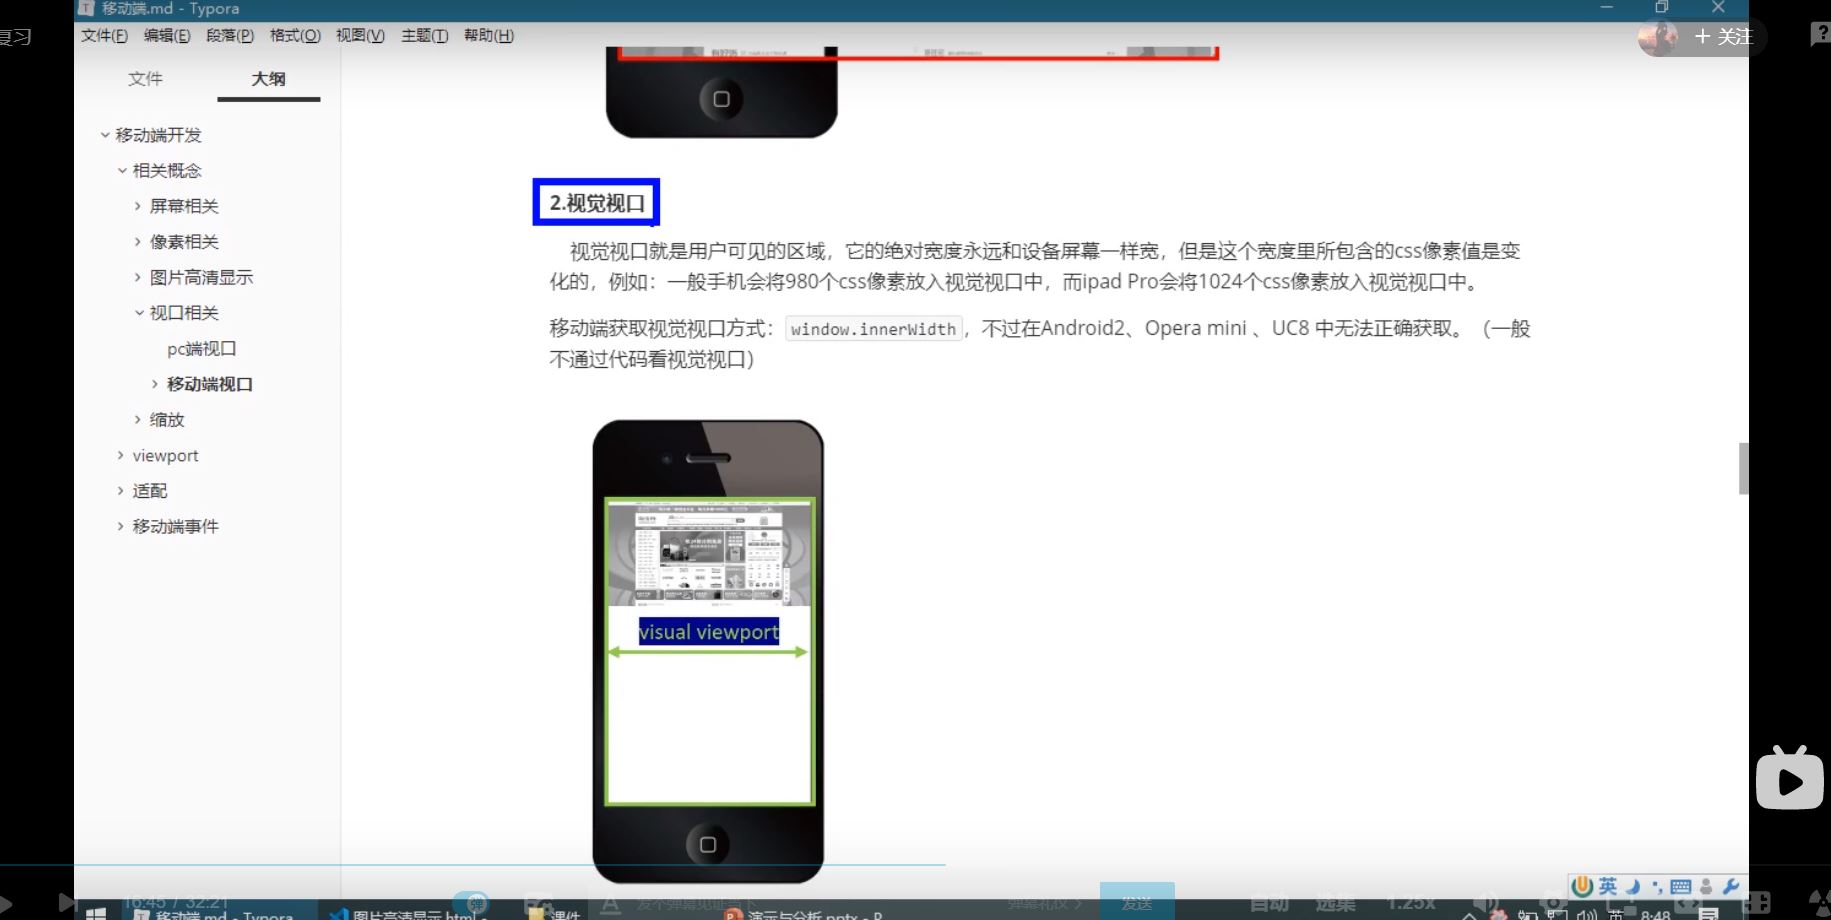 移动端.md - Typora
复习
文件(F) 编辑(E) 段落(P) 格式(O) 视图(V) 主题(T) 帮助(H)
+ 关注
文件 大纲
移动端开发
相关概念
屏幕相关
像素相关
图片高清显示
视口相关
pc端视口
移动端视口
缩放
viewport
适配
移动端事件
2.视觉视口
视觉视口就是用户可见的区域，它的绝对宽度永远和设备屏幕一样宽，但是这个宽度里所包含的css像素值是变
化的，例如：一般手机会将980个css像素放入视觉视口中，而ipad Pro会将1024个css像素放入视觉视口中。
移动端获取视觉视口方式：window.innerWidth，不过在Android2、Opera mini 、UC8 中无法正确获取。（一般
不通过代码看视觉视口）
visual viewport
英
16:45 / 32:21
弹
发个弹幕见证当下
弹幕礼仪 >
发送
自动 选集 1.25x
移动端.md - Typora
图片高清显示.html -
课件
演示与分析.pptx - P
英
8:48